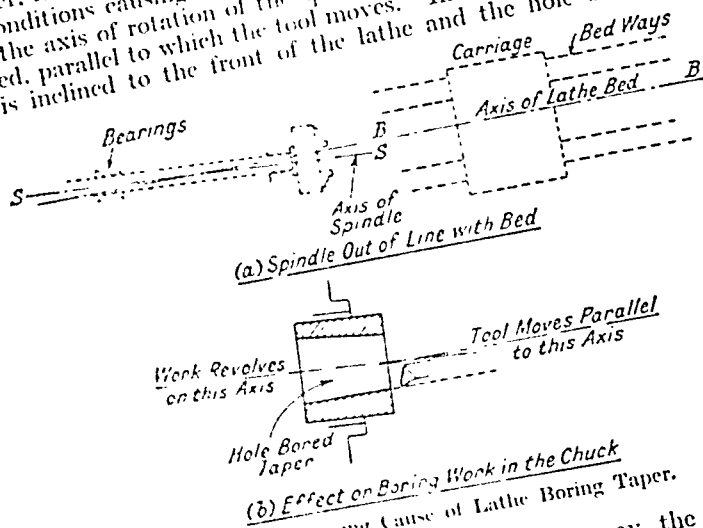 onditions causing
the axis of rotation of the
ed, parallel to which the tool moves.
is inclined to the front of the lathe and the hole
Carriage
Bed Ways
Bearings
Axis of Lathe Bed
B
B
S
S
Axis of
Spindle
(a) Spindle Out of Line with Bed
Tool Moves Parallel
to this Axis
Work Revolves
on this Axis
Hole Bored
Taper
(b) Effect on Boring Work in the Chuck
Cause of Lathe Boring Taper.
the